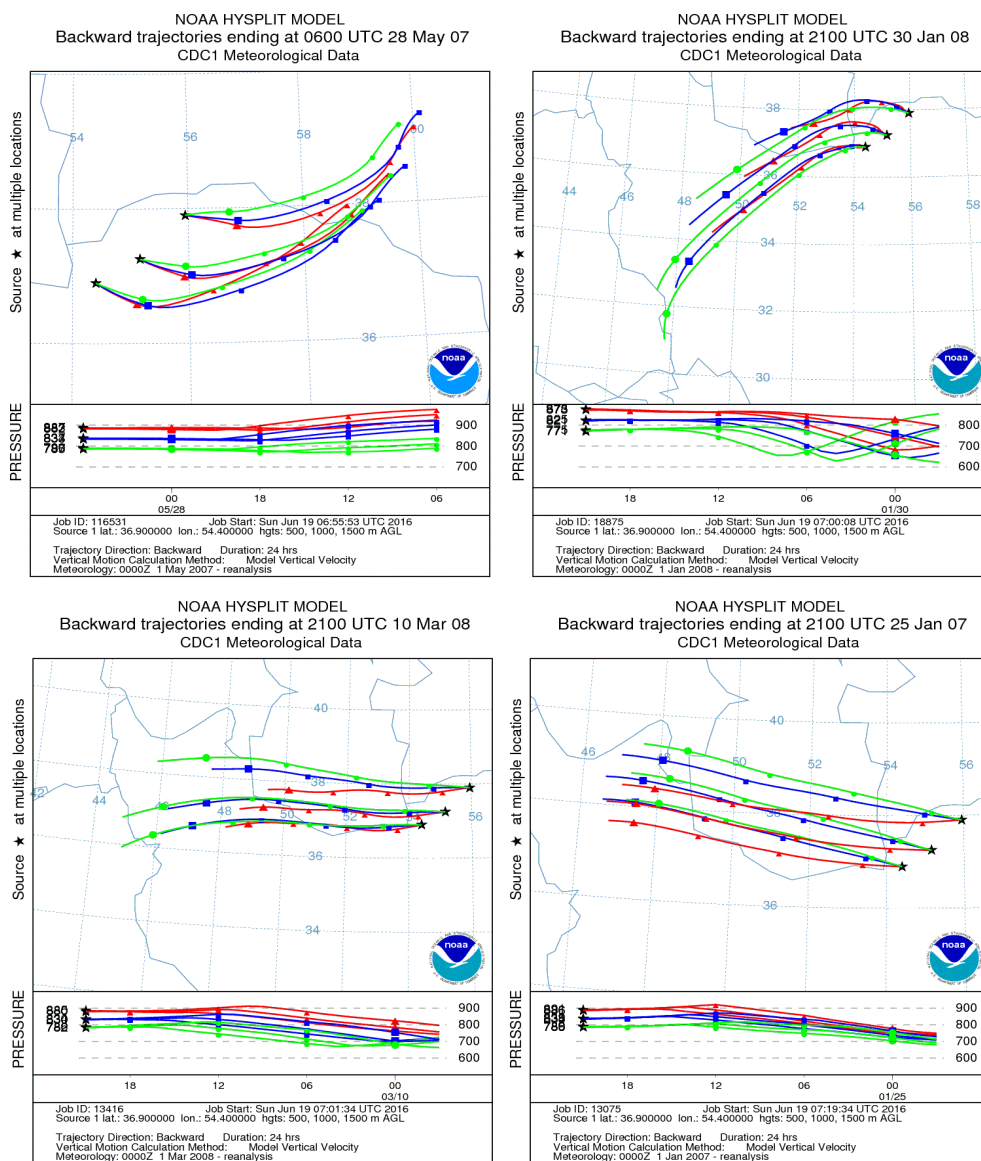 NOAA HYSPLIT MODEL
Backward trajectories ending at 0600 UTC 28 May 07
CDC1 Meteorological Data
Source ★ at multiple locations
54
56
58
60
38
36
noaa
PRESSURE
900
800
700
00
18
12
06
05/28
Job ID: 116531 Job Start: Sun Jun 19 06:55:53 UTC 2016
Source 1 lat.: 36.900000 lon.: 54.400000 hgts: 500, 1000, 1500 m AGL
Trajectory Direction: Backward Duration: 24 hrs
Vertical Motion Calculation Method: Model Vertical Velocity
Meteorology: 0000Z 1 May 2007 - reanalysis
NOAA HYSPLIT MODEL
Backward trajectories ending at 2100 UTC 30 Jan 08
CDC1 Meteorological Data
Source ★ at multiple locations
38
44
46
48
50
52
54
56
58
36
34
32
30
noaa
PRESSURE
800
700
600
18
12
06
00
01/30
Job ID: 18875 Job Start: Sun Jun 19 07:00:08 UTC 2016
Source 1 lat.: 36.900000 lon.: 54.400000 hgts: 500, 1000, 1500 m AGL
Trajectory Direction: Backward Duration: 24 hrs
Vertical Motion Calculation Method: Model Vertical Velocity
Meteorology: 0000Z 1 Jan 2008 - reanalysis
NOAA HYSPLIT MODEL
Backward trajectories ending at 2100 UTC 10 Mar 08
CDC1 Meteorological Data
Source ★ at multiple locations
40
38
42
44
46
48
50
52
54
56
36
34
noaa
PRESSURE
900
800
700
600
18
12
06
00
03/10
Job ID: 13416 Job Start: Sun Jun 19 07:01:34 UTC 2016
Source 1 lat.: 36.900000 lon.: 54.400000 hgts: 500, 1000, 1500 m AGL
Trajectory Direction: Backward Duration: 24 hrs
Vertical Motion Calculation Method: Model Vertical Velocity
Meteorology: 0000Z 1 Mar 2008 - reanalysis
NOAA HYSPLIT MODEL
Backward trajectories ending at 2100 UTC 25 Jan 07
CDC1 Meteorological Data
Source ★ at multiple locations
40
46
48
50
52
54
56
38
36
noaa
PRESSURE
900
800
700
600
18
12
06
00
01/25
Job ID: 13075 Job Start: Sun Jun 19 07:19:34 UTC 2016
Source 1 lat.: 36.900000 lon.: 54.400000 hgts: 500, 1000, 1500 m AGL
Trajectory Direction: Backward Duration: 24 hrs
Vertical Motion Calculation Method: Model Vertical Velocity
Meteorology: 0000Z 1 Jan 2007 - reanalysis